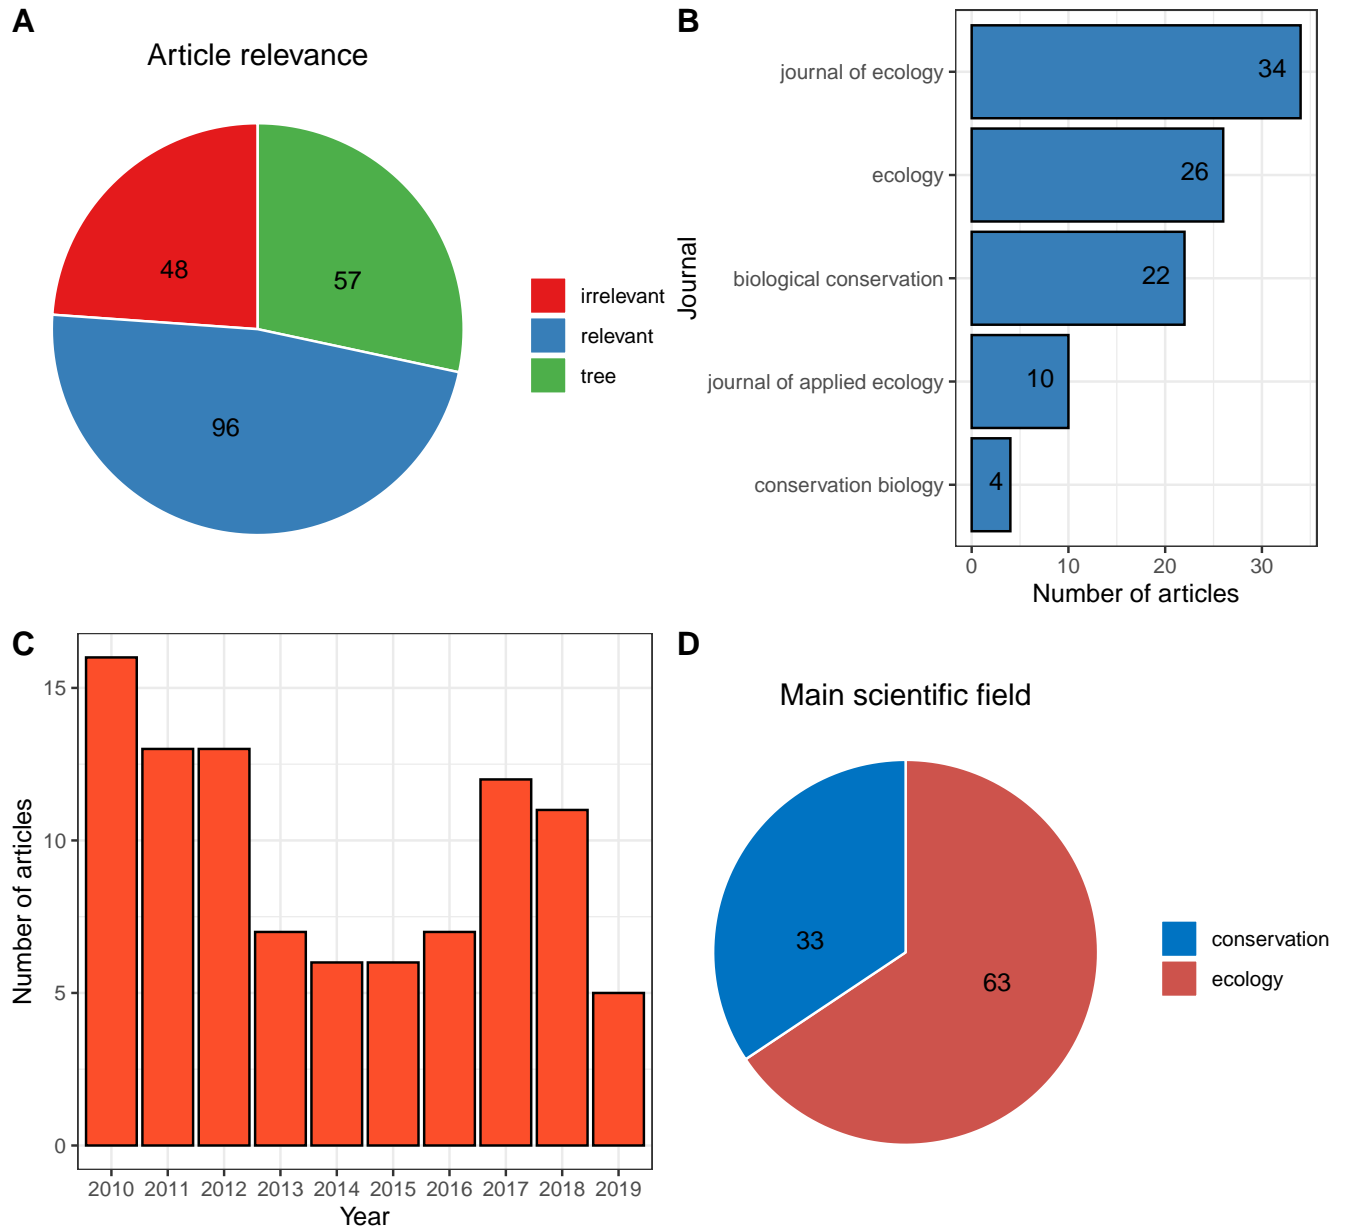 A
Article relevance
48
57
96
irrelevant
relevant
tree
B
Journal
journal of ecology
34
ecology
26
biological conservation
22
journal of applied ecology
10
conservation biology
4
0 10 20 30
Number of articles
C
Number of articles
15
10
5
0
2010 2011 2012 2013 2014 2015 2016 2017 2018 2019
Year
D
Main scientific field
33
63
conservation
ecology